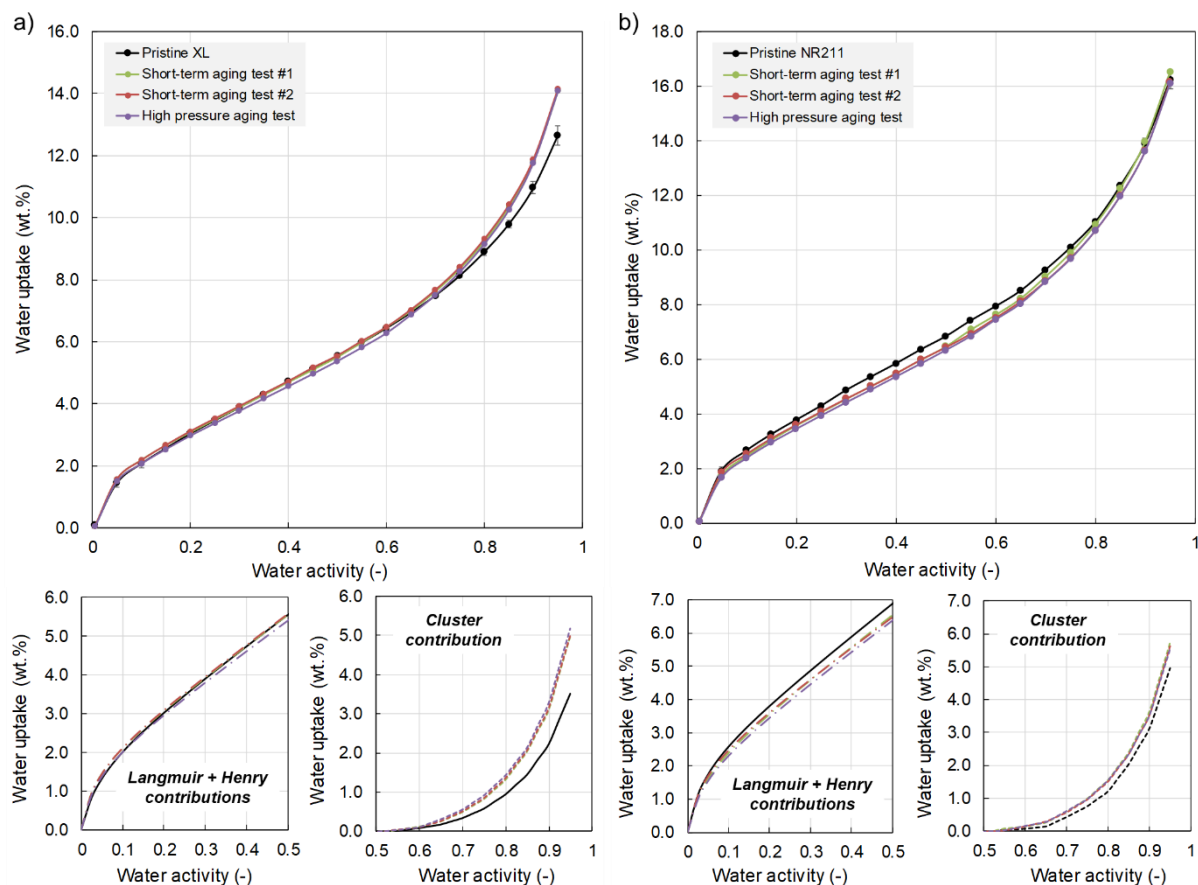 a)
Water uptake (wt.%)
16.0
14.0
12.0
10.0
8.0
6.0
4.0
2.0
0.0
Pristine XL
Short-term aging test #1
Short-term aging test #2
High pressure aging test
0 0.2 0.4 0.6 0.8 1
Water activity (-)
b)
Water uptake (wt.%)
18.0
16.0
14.0
12.0
10.0
8.0
6.0
4.0
2.0
0.0
Pristine NR211
Short-term aging test #1
Short-term aging test #2
High pressure aging test
0 0.2 0.4 0.6 0.8 1
Water activity (-)
Water uptake (wt.%)
6.0
5.0
4.0
3.0
2.0
1.0
0.0
Langmuir + Henry
contributions
0 0.1 0.2 0.3 0.4 0.5
Water activity (-)
Water uptake (wt.%)
6.0
5.0
4.0
3.0
2.0
1.0
0.0
Cluster
contribution
0.5 0.6 0.7 0.8 0.9 1
Water activity (-)
Water uptake (wt.%)
7.0
6.0
5.0
4.0
3.0
2.0
1.0
0.0
Langmuir + Henry
contributions
0 0.1 0.2 0.3 0.4 0.5
Water activity (-)
Water uptake (wt.%)
7.0
6.0
5.0
4.0
3.0
2.0
1.0
0.0
Cluster
contribution
0.5 0.6 0.7 0.8 0.9 1
Water activity (-)